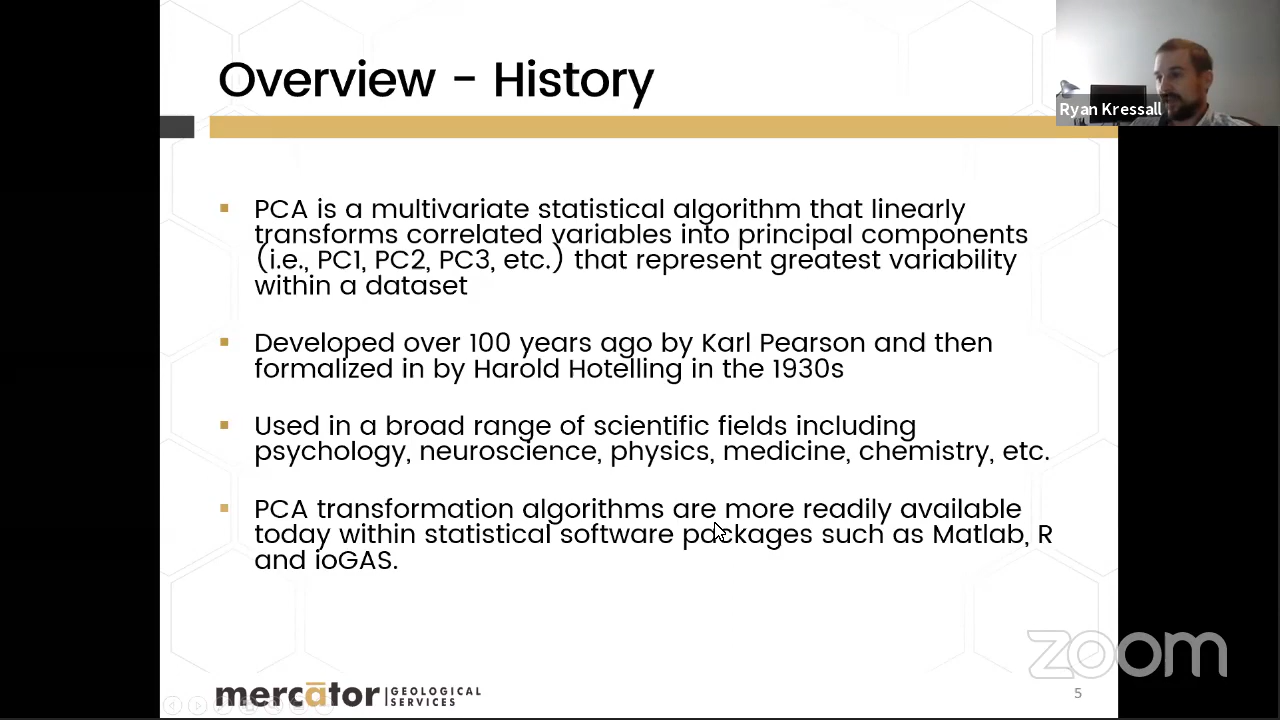 Overview - History
Ryan Kressall
PCA is a multivariate statistical algorithm that linearly
transforms correlated variables into principal components
(i.e., PC1, PC2, PC3, etc.) that represent greatest variability
within a dataset
Developed over 100 years ago by Karl Pearson and then
formalized in by Harold Hotelling in the 1930s
Used in a broad range of scientific fields including
psychology, neuroscience, physics, medicine, chemistry, etc.
PCA transformation algorithms are more readily available
today within statistical software packages such as Matlab, R
and ioGAS.
zoom
mercator GEOLOGICAL
SERVICES
5